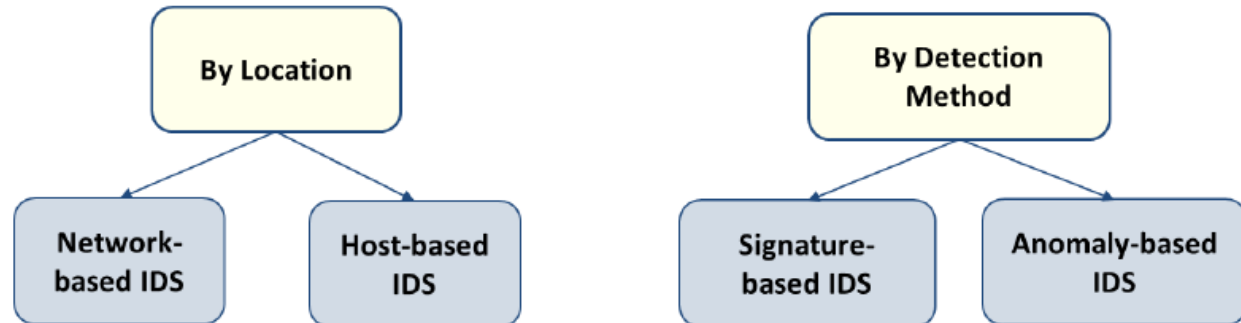 By Location
By Detection
Method
Network-
based IDS
Host-based
IDS
Signature-
based IDS
Anomaly-based
IDS